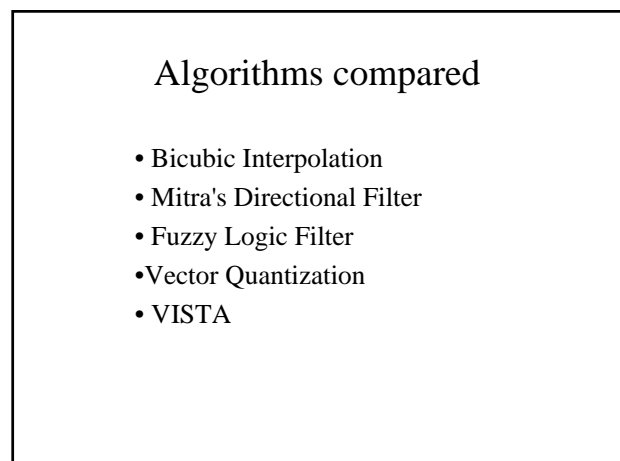 Algorithms compared
• Bicubic Interpolation
• Mitra's Directional Filter
• Fuzzy Logic Filter
•Vector Quantization
• VISTA